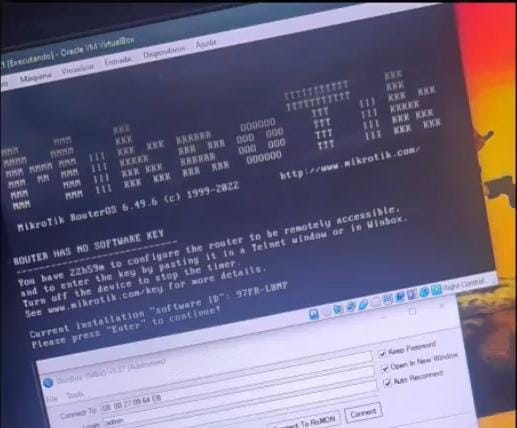 1 [Executando] - Oracle VM VirtualBox
Máquina Visualizar Entrada Dispositivos Ajuda
MikroTik
MikroTik RouterOS 6.49.6 (c) 1999-2022 http://www.mikrotik.com/
ROUTER HAS NO SOFTWARE KEY
You have 22h59m to configure the router to be remotely accessible,
and to enter the key by pasting it in a Telnet window or in Winbox.
Turn off the device to stop the timer.
See www.mikrotik.com/key for more details.
Current installation "software ID": 97FB-L8MP
Please press "Enter" to continue!
Right Control
WinBox (64bit) v3.37 (Addresses)
File Tools
Connect To: 08:00:27:09:64:EB
Login: admin
Keep Password
Open In New Window
Auto Reconnect
Connect To RoMON Connect